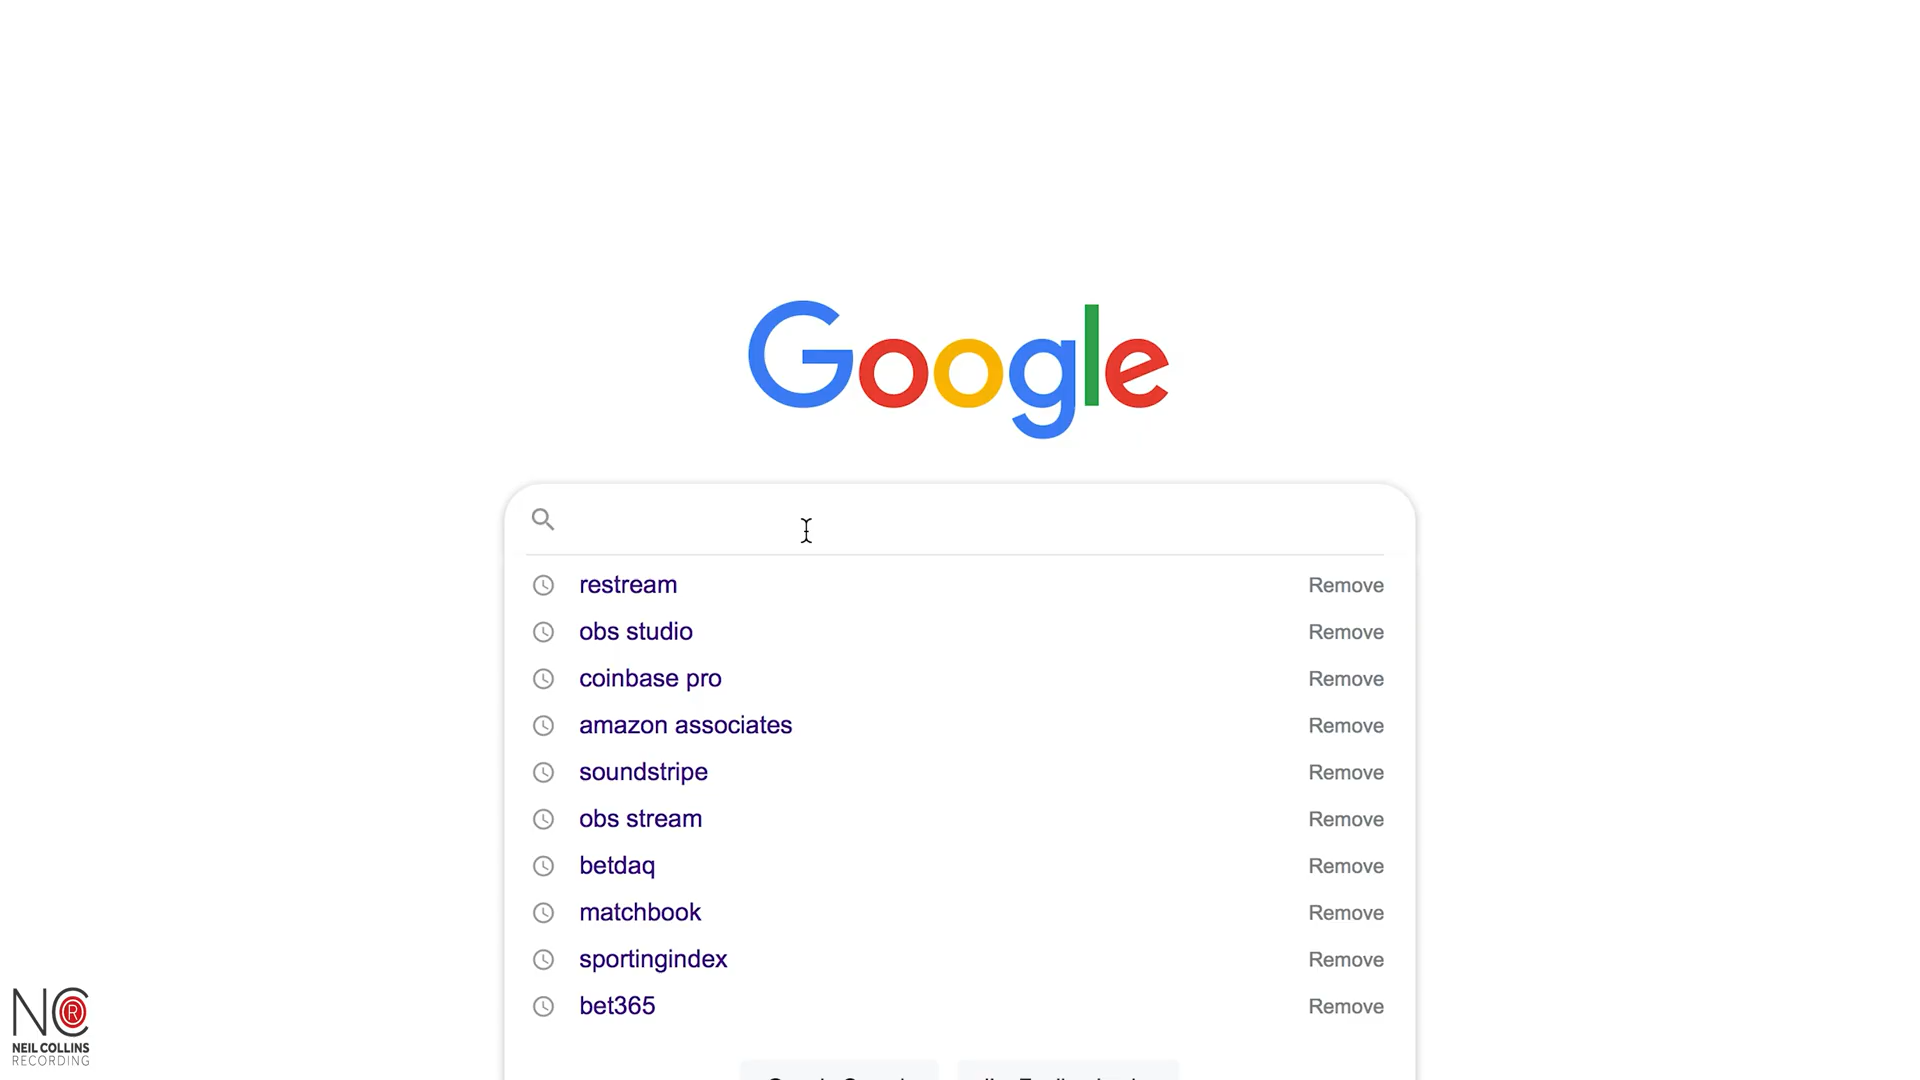 Google
restream Remove
obs studio Remove
coinbase pro Remove
amazon associates Remove
soundstripe Remove
obs stream Remove
betdaq Remove
matchbook Remove
sportingindex Remove
bet365 Remove
NC R
NEIL COLLINS
RECORDING